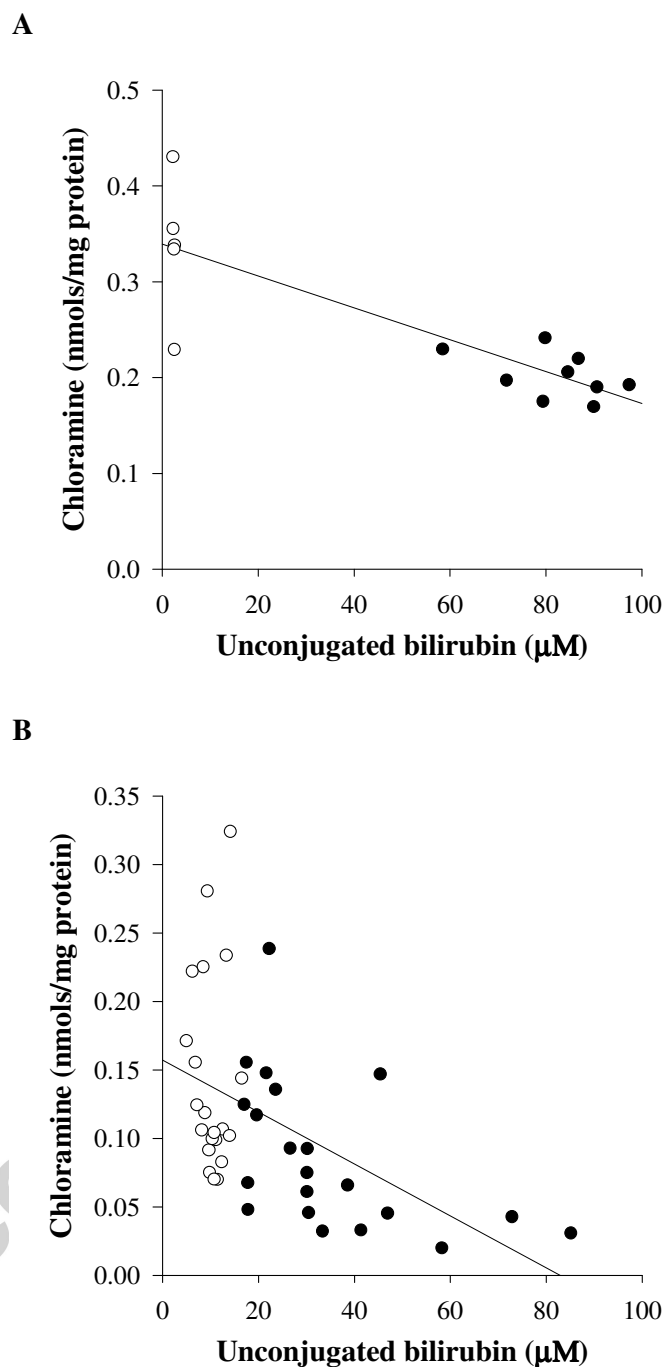 A
0.5
0.4
0.3
0.2
0.1
0.0
Chloramine (nmols/mg protein)
0 20 40 60 80 100
Unconjugated bilirubin (μM)
B
0.35
0.30
0.25
0.20
0.15
0.10
0.05
0.00
Chloramine (nmols/mg protein)
0 20 40 60 80 100
Unconjugated bilirubin (μM)